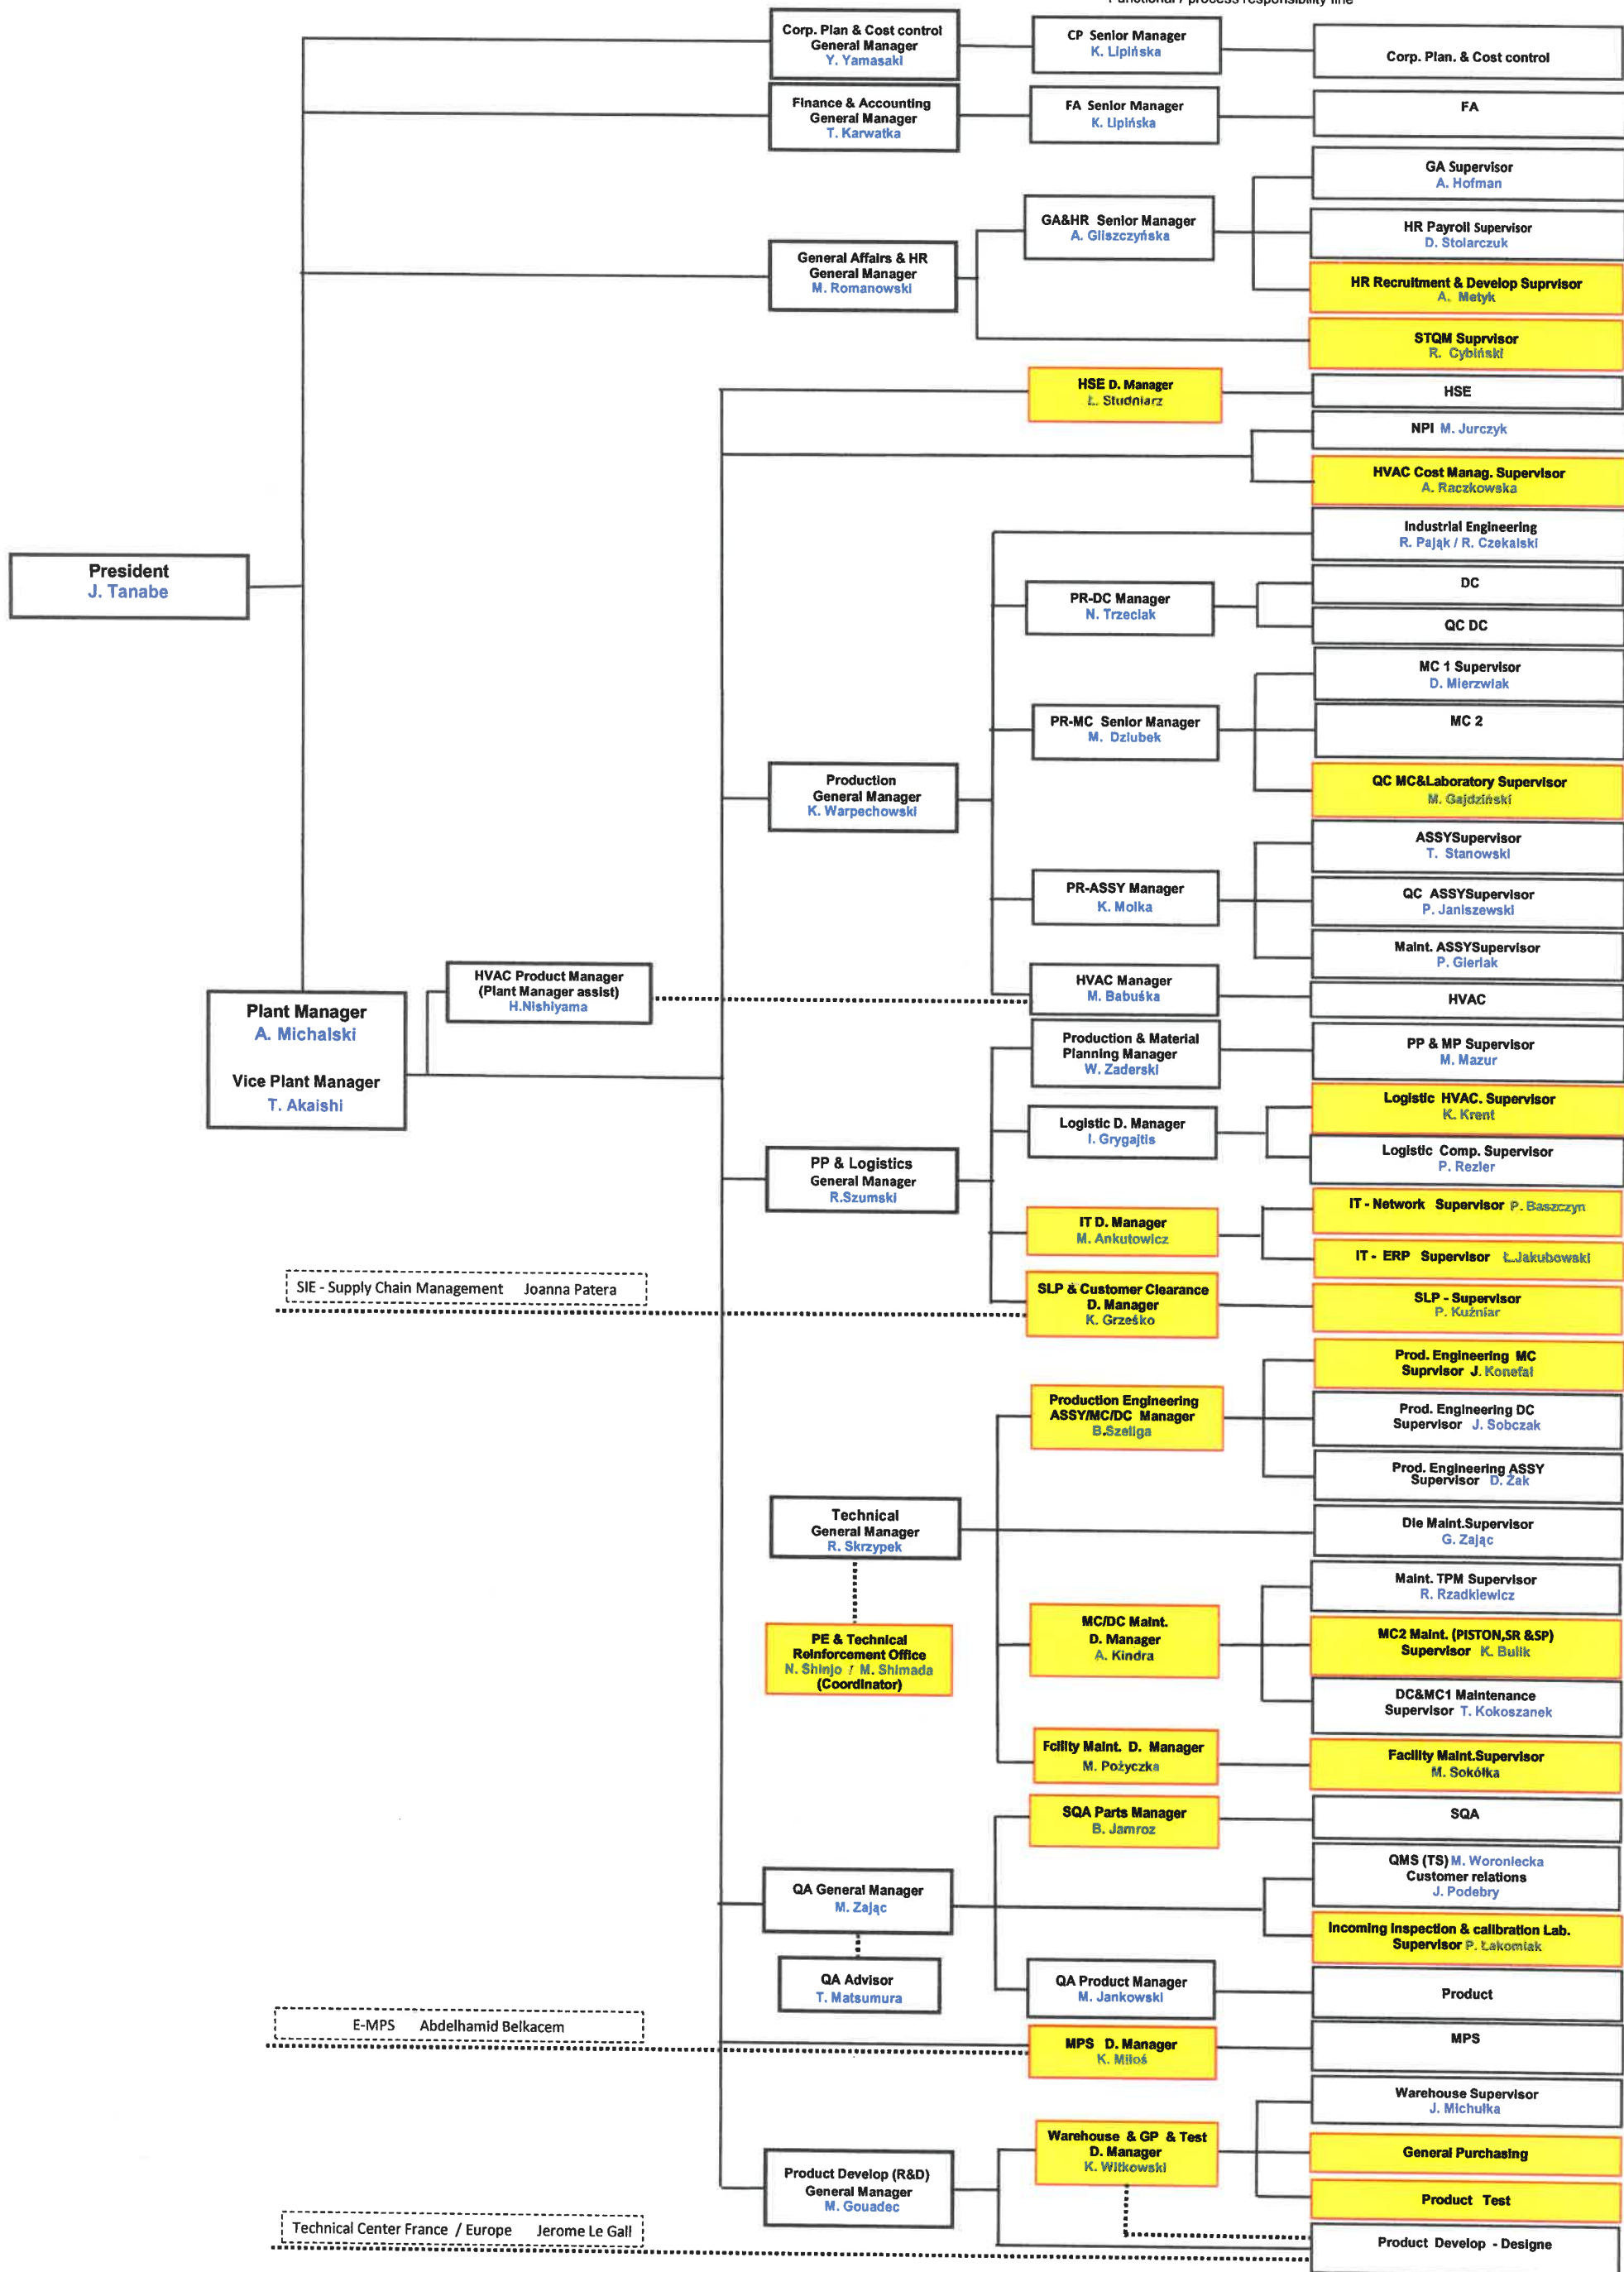 Functional / process responsibility line
Corp. Plan & Cost control
General Manager
Y. Yamasaki
CP Senior Manager
K. Lipińska
Corp. Plan. & Cost control
Finance & Accounting
General Manager
T. Karwatka
FA Senior Manager
K. Lipińska
FA
GA Supervisor
A. Hofman
GA&HR Senior Manager
A. Gliszczyńska
HR Payroll Supervisor
D. Stolarczuk
General Affairs & HR
General Manager
M. Romanowski
HR Recruitment & Develop Suprvisor
A. Metyk
STQM Suprvisor
R. Cybiński
HSE D. Manager
Ł. Studniarz
HSE
NPI M. Jurczyk
HVAC Cost Manag. Supervisor
A. Raczkowska
Industrial Engineering
R. Pająk / R. Czekalski
President
J. Tanabe
PR-DC Manager
N. Trzeciak
DC
QC DC
MC 1 Supervisor
D. Mierzwiak
PR-MC Senior Manager
M. Dziubek
MC 2
Production
General Manager
K. Warpechowski
QC MC&Laboratory Supervisor
M. Gajdziński
ASSYSupervisor
T. Stanowski
PR-ASSY Manager
K. Molka
QC ASSYSupervisor
P. Janiszewski
Maint. ASSYSupervisor
P. Gierlak
HVAC Product Manager
(Plant Manager assist)
H.Nishiyama
HVAC Manager
M. Babuśka
HVAC
Plant Manager
A. Michalski
Vice Plant Manager
T. Akaishi
Production & Material
Planning Manager
W. Zaderski
PP & MP Supervisor
M. Mazur
Logistic D. Manager
I. Grygajtis
Logistic HVAC. Supervisor
K. Krent
Logistic Comp. Supervisor
P. Rezler
PP & Logistics
General Manager
R.Szumski
IT D. Manager
M. Ankutowicz
IT - Network Supervisor P. Baszczyn
IT - ERP Supervisor Ł.Jakubowski
SIE - Supply Chain Management Joanna Patera
SLP & Customer Clearance
D. Manager
K. Grześko
SLP - Supervisor
P. Kuźniar
Prod. Engineering MC
Suprvisor J. Konefał
Production Engineering
ASSY/MC/DC Manager
B.Szeliga
Prod. Engineering DC
Supervisor J. Sobczak
Prod. Engineering ASSY
Supervisor D. Żak
Technical
General Manager
R. Skrzypek
Die Maint.Supervisor
G. Zając
Maint. TPM Supervisor
R. Rzadkiewicz
PE & Technical
Reinforcement Office
N. Shinjo / M. Shimada
(Coordinator)
MC/DC Maint.
D. Manager
A. Kindra
MC2 Maint. (PISTON,SR &SP)
Supervisor K. Bulik
DC&MC1 Maintenance
Supervisor T. Kokoszanek
Fcility Maint. D. Manager
M. Pożyczka
Facility Maint.Supervisor
M. Sokółka
SQA Parts Manager
B. Jamroz
SQA
QA General Manager
M. Zając
QMS (TS) M. Woroniecka
Customer relations
J. Podebry
Incoming Inspection & calibration Lab.
Supervisor P. Łakomiak
QA Advisor
T. Matsumura
QA Product Manager
M. Jankowski
Product
E-MPS Abdelhamid Belkacem
MPS D. Manager
K. Miłoś
MPS
Warehouse Supervisor
J. Michułka
Warehouse & GP & Test
D. Manager
K. Witkowski
General Purchasing
Product Develop (R&D)
General Manager
M. Gouadec
Product Test
Technical Center France / Europe Jerome Le Gall
Product Develop - Designe